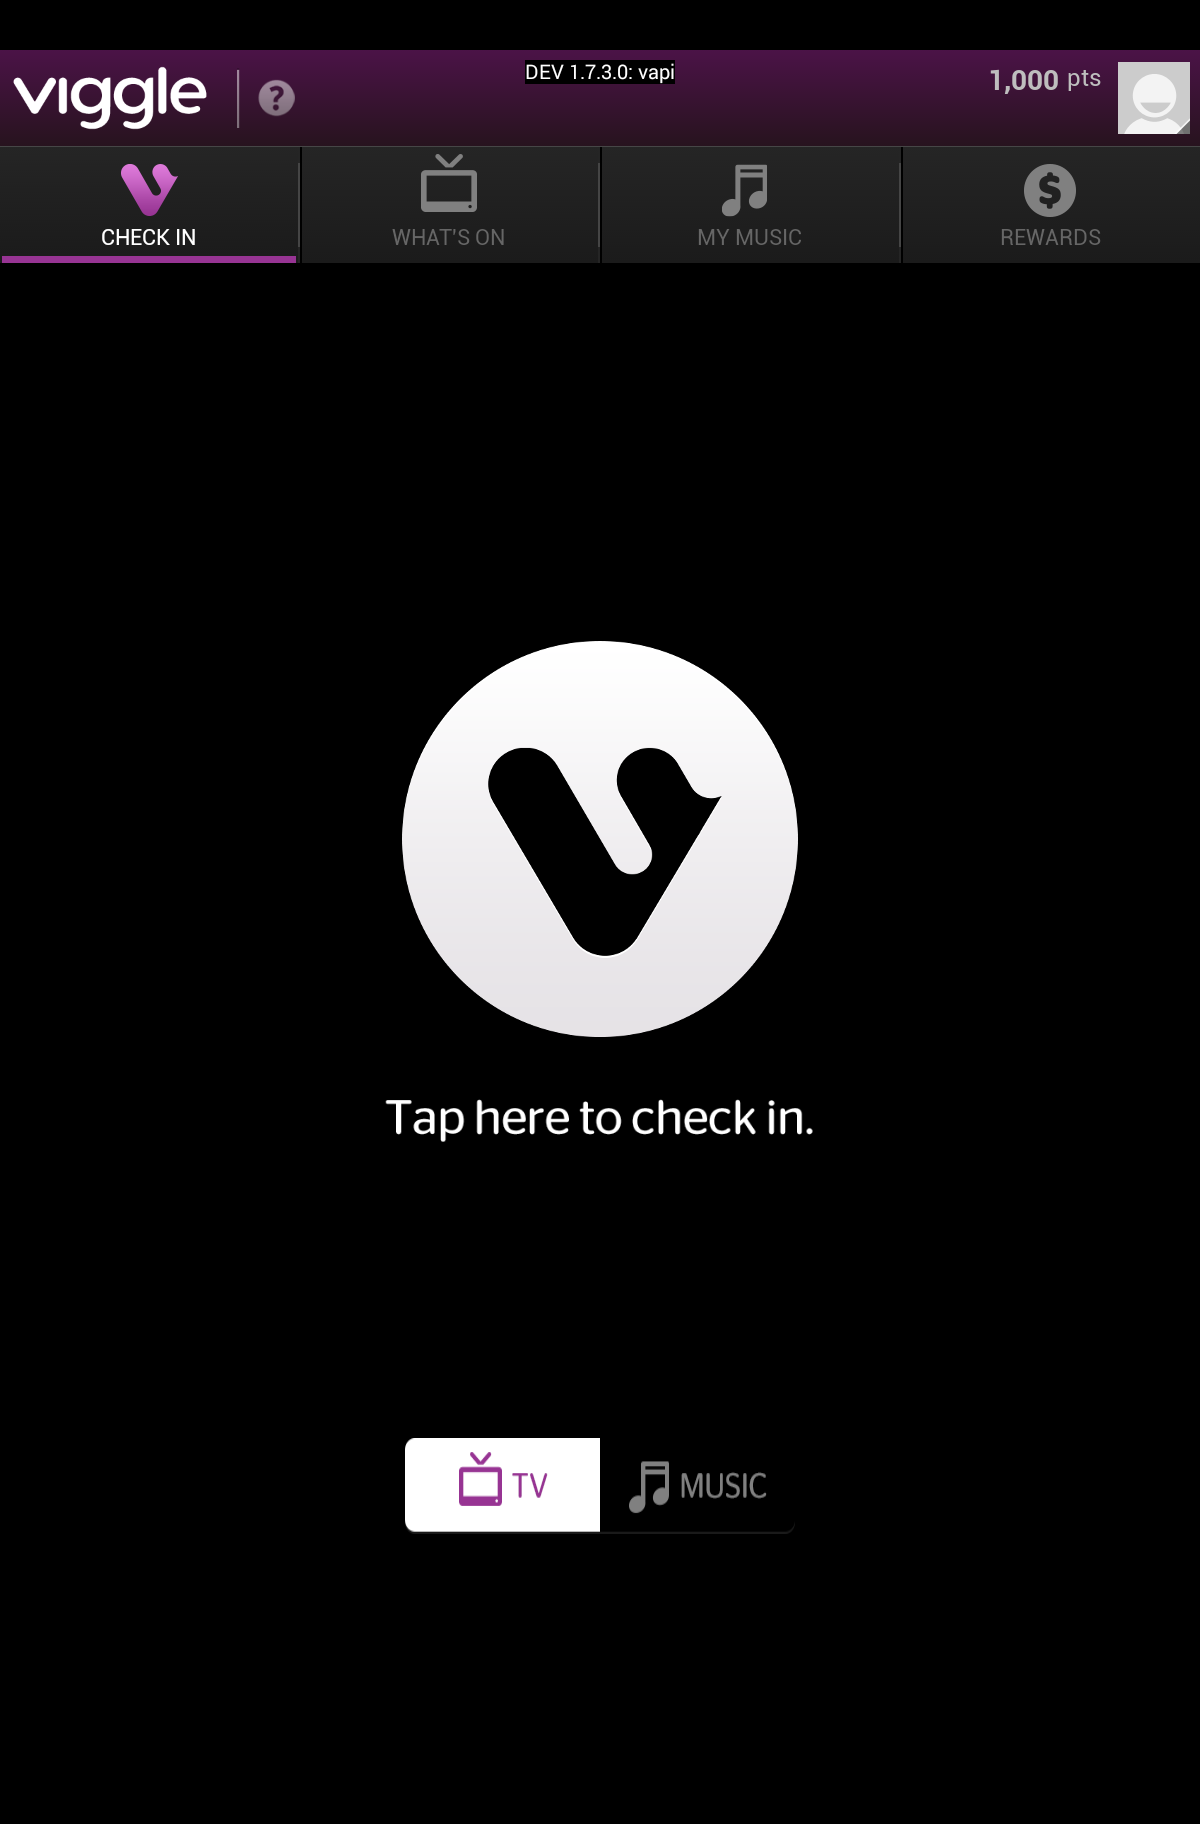 viggle
?
DEV 1.7.3.0: vapi
1,000 pts
CHECK IN
WHAT'S ON
MY MUSIC
$
REWARDS
Tap here to check in.
TV
MUSIC